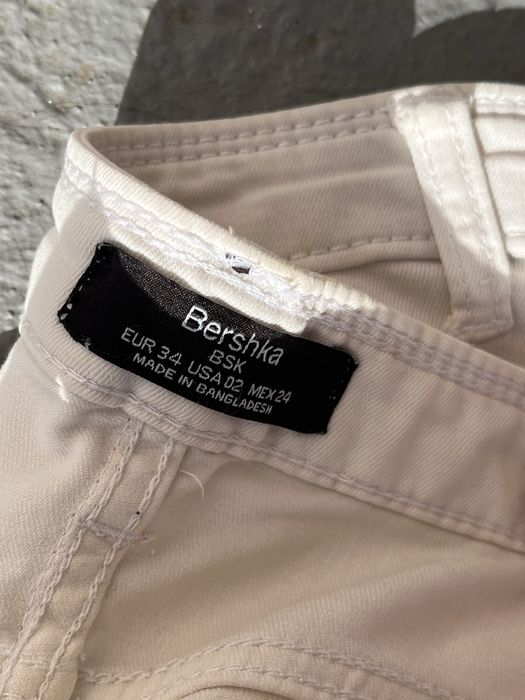 Bershka
BSK
EUR 34 USA 02 MEX 24
MADE IN BANGLADESH